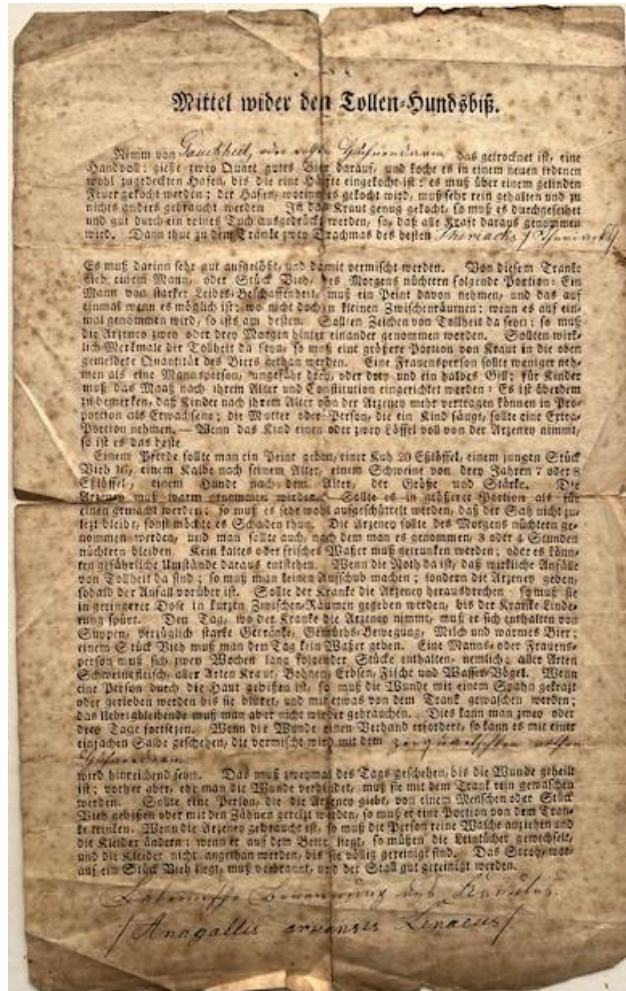 Mittel wider den Tollen-Hundsbiß.
Nimm von Gauchheil, oder rothen Hühnerdarm das getrocknet ist, eine
Handvoll; gieße zwey Quart gutes Bier darauf, und koche es in einem neuen irdenen
wohl zugedeckten Hafen, bis die eine Hälfte eingekocht ist; es muß über einem gelinden
Feuer gekocht werden; der Hafen, worinn es gekocht wird, muß sehr rein gehalten und zu
nichts anders gebraucht werden Ist das Kraut genug gekocht, so muß es durchgeseihet
und gut durch ein reines Tuch ausgedrückt werden, so, daß alle Kraft daraus genommen
wird. Dann thue zu dem Tranke zwey Drachmas des besten Theriacks
Es muß darinn sehr gut aufgelößt, und damit vermischt werden. Von diesem Tranke
gieb einem Mann, oder Stück Vieh, des Morgens nüchtern folgende Portion: Ein
Mann von starker Leibes-Beschaffenheit, muß ein Peint davon nehmen, und das auf
einmal wenn es möglich ist; wo nicht doch in kleinen Zwischenräumen; wenn es auf ein-
mal genommen wird, so ists am besten. Sollten Zeichen von Tollheit da seyn; so muß
die Arzeney zwey oder drey Morgen hinter einander genommen werden. Sollten wirk-
lich Merkmale der Tollheit da seyn, so muß eine größere Portion von Kraut in die oben
gemeldete Quantität des Biers gethan werden. Eine Frauensperson sollte weniger neh-
men als eine Mannsperson, ungefähr drey, oder drey und ein halbes Gill; für Kinder
muß das Maaß nach ihrem Alter und Constitution eingerichtet werden: Es ist überdem
zu bemerken, daß Kinder nach ihrem Alter von der Arzeney mehr vertragen können in Pro-
portion als Erwachsene; die Mutter oder Person, die ein Kind säugt, sollte eine Extra-
Portion nehmen. — Wenn das Kind einen oder zwey Löffel voll von der Arzeney nimmt,
so ist es das beste
Einem Pferde sollte man ein Peint geben, einer Kuh 20 Eßlöffel, einem jungen Stück
Vieh 16, einem Kalbe nach seinem Alter, einem Schweine von drey Jahren 7 oder 8
Eßlöffel, einem Hunde nach dem Alter, der Größe und Stärke. Die
Arzeney muß warm genommen werden. — Sollte es in größerer Portion als für
einen gemacht werden; so muß es sehr wohl aufgeschüttelt werden, daß der Satz nicht zu-
lezt bleibt, sonst möchte es Schaden thun. Die Arzeney sollte des Morgens nüchtern ge-
nommen werden, und man sollte auch, nach dem man es genommen, 3 oder 4 Stunden
nüchtern bleiben. Kein kaltes oder frisches Waßer muß getrunken werden; oder es könn-
ten gefährliche Umstände daraus entstehen. Wenn die Noth da ist, daß wirkliche Anfälle
von Tollheit da sind; so muß man keinen Aufschub machen; sondern die Arzeney geben,
sobald der Anfall vorüber ist. Sollte der Kranke die Arzeney herausbrechen so muß sie
in geringerer Dose in kurzen Zwischen-Räumen gegeben werden, bis der Kranke Linde-
rung spürt. Den Tag, wo der Kranke die Arzeney nimmt, muß er sich enthalten von
Suppen, vorzüglich starke Getränke, Gemüths-Bewegung, Milch und warmes Bier;
einem Stück Vieh muß man den Tag kein Waßer geben. Eine Manns- oder Frauens-
person muß sich zwey Wochen lang folgender Stücke enthalten, nemlich; aller Arten
Schweinefleisch, aller Arten Kraut, Bohnen, Erbsen, Fische und Wasser-Vögel. Wenn
eine Person durch die Haut gebißen ist, so muß die Wunde mit einem Spahn gekrazt
oder gerieben werden bis sie blutet, und mit etwas von dem Trank gewaschen werden;
das Uebrigbleibende muß man aber nicht wieder gebrauchen. Dies kann man zwey oder
drey Tage fortsezen. Wenn die Wunde einen Verband erfordert, so kann es mit einer
einfachen Salbe geschehen, die vermischt wird mit dem zerquetschten rothen
Hühnerdarm
wird hinreichend seyn. Das muß zweymal des Tags geschehen, bis die Wunde geheilt
ist; vorher aber, ehe man die Wunde verbindet, muß sie mit dem Trank rein gewaschen
werden. Sollte eine Person, die die Arzeney giebt, von einem Menschen oder Stück
Vieh gebißen oder mit den Zähnen gereizt werden, so muß er eine Portion von dem Tran-
ke trinken. Wenn die Arzeney gebraucht ist, so muß die Person reine Wäsche anziehen und
die Kleider ändern; wenn er auf dem Bette liegt, so müßen die Leintücher gewechselt,
und die Kleider nicht angethan werden, bis sie völlig gereinigt sind. Das Stroh, wor-
auf ein Stück Vieh liegt, muß verbrannt, und der Stall gut gereinigt werden.
Lateinische Benennung des Krautes.
/Anagallis arvensis Linaeus/